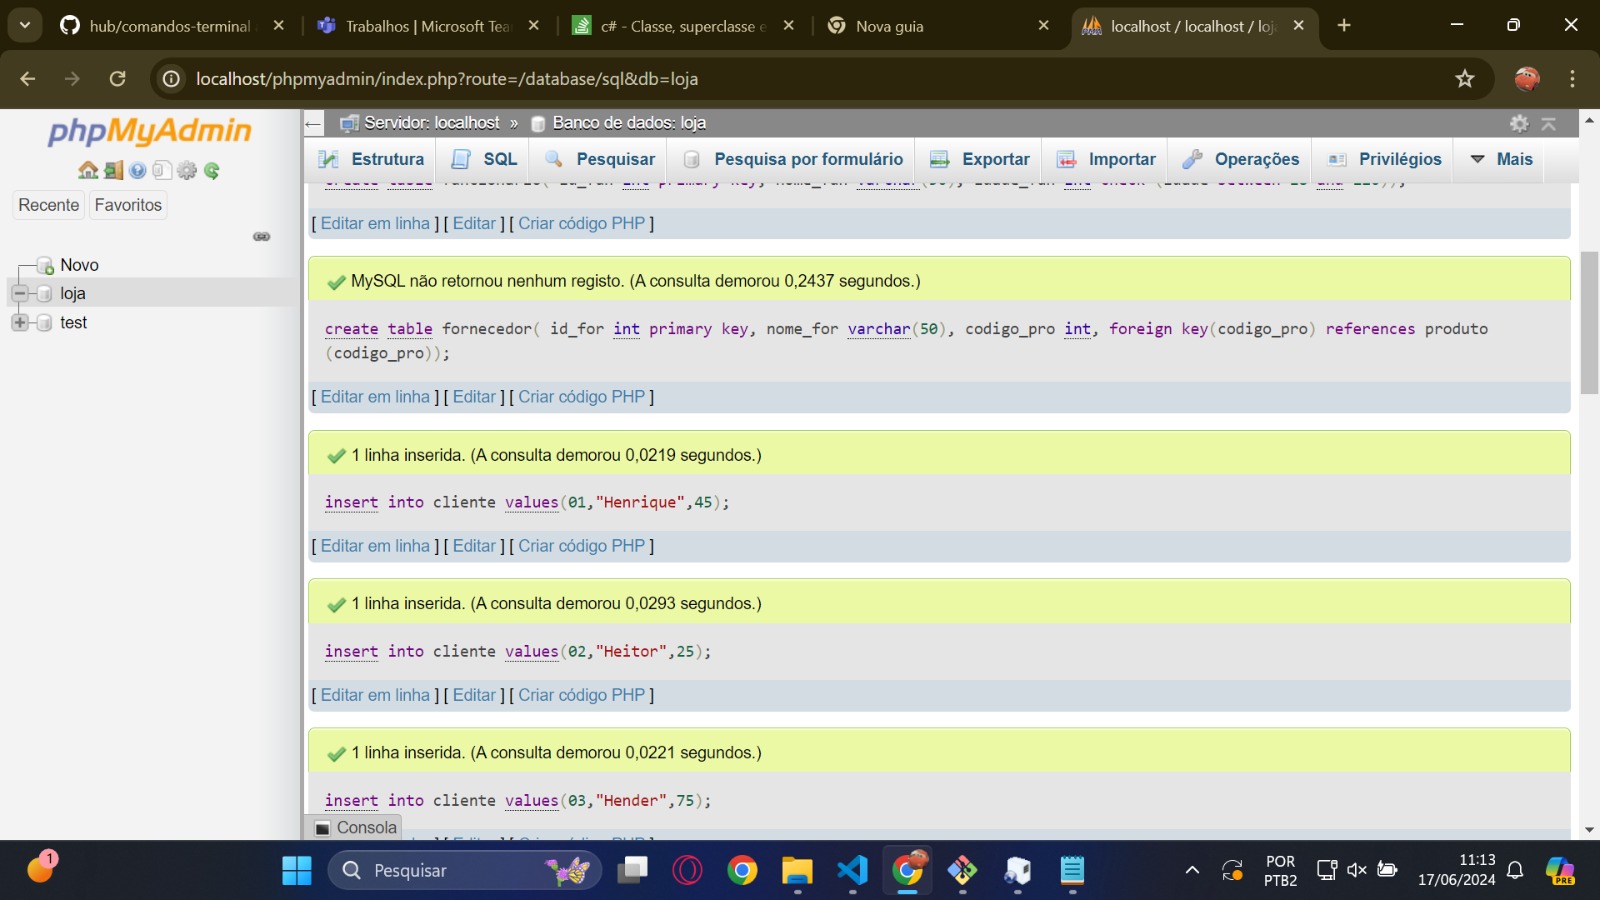 hub/comandos-terminal
Trabalhos | Microsoft Tea
c# - Classe, superclasse e
Nova guia
localhost / localhost / loj
localhost/phpmyadmin/index.php?route=/database/sql&db=loja
phpMyAdmin
Recente
Favoritos
Novo
loja
test
Servidor: localhost » Banco de dados: loja
Estrutura
SQL
Pesquisar
Pesquisa por formulário
Exportar
Importar
Operações
Privilégios
Mais
[ Editar em linha ] [ Editar ] [ Criar código PHP ]
MySQL não retornou nenhum registo. (A consulta demorou 0,2437 segundos.)
create table fornecedor( id_for int primary key, nome_for varchar(50), codigo_pro int, foreign key(codigo_pro) references produto
(codigo_pro));
[ Editar em linha ] [ Editar ] [ Criar código PHP ]
1 linha inserida. (A consulta demorou 0,0219 segundos.)
insert into cliente values(01,"Henrique",45);
[ Editar em linha ] [ Editar ] [ Criar código PHP ]
1 linha inserida. (A consulta demorou 0,0293 segundos.)
insert into cliente values(02,"Heitor",25);
[ Editar em linha ] [ Editar ] [ Criar código PHP ]
1 linha inserida. (A consulta demorou 0,0221 segundos.)
insert into cliente values(03,"Hender",75);
Consola
1
Pesquisar
POR
PTB2
11:13
17/06/2024
PRE